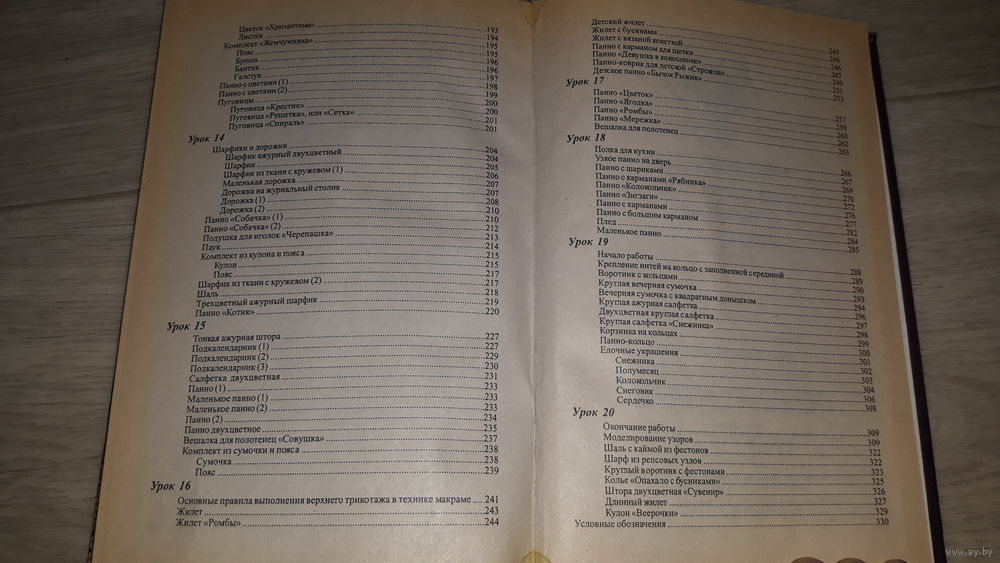 Цветок «Хризантема» 193
Листик 194
Комплект «Жемчужинка» 195
Пояс 195
Брошь 196
Бантик 196
Галстук 197
Панно с цветами (1) 198
Панно с цветами (2) 199
Пуговицы 200
Пуговица «Крестик» 200
Пуговица «Решетка», или «Сетка» 201
Пуговица «Спираль» 201
Урок 14
Шарфики и дорожки 204
Шарфик ажурный двухцветный 204
Шарфик 205
Шарфик из ткани с кружевом (1) 206
Маленькая дорожка 207
Дорожка на журнальный столик 207
Дорожка (1) 208
Дорожка (2) 210
Панно «Собачка» (1) 210
Панно «Собачка» (2) 212
Подушка для иголок «Черепашка» 213
Паук 214
Комплект из кулона и пояса 215
Кулон 215
Пояс 217
Шарфик из ткани с кружевом (2) 217
Шаль 218
Трехцветный ажурный шарфик 219
Панно «Котик» 220
Урок 15
Тонкая ажурная штора 227
Подкалендарник (1) 227
Подкалендарник (2) 229
Подкалендарник (3) 230
Салфетка двухцветная 231
Панно (1) 233
Маленькое панно (1) 233
Маленькое панно (2) 233
Панно (2) 234
Панно двухцветное 235
Вешалка для полотенец «Совушка» 237
Комплект из сумочки и пояса 238
Сумочка 238
Пояс 239
Урок 16
Основные правила выполнения верхнего трикотажа в технике макраме 241
Жилет 243
Жилет «Ромбы» 244
Детский жилет 245
Жилет с бусинами 246
Жилет с вязаной кокеткой 246
Панно с карманом для щетки 247
Панно «Девушка в кокошнике» 249
Панно-коврик для детской «Стрекоза» 251
Детское панно «Бычок Рыжик» 253
Урок 17
Панно «Цветок» 257
Панно «Ягодка» 259
Панно «Ромбы» 260
Панно «Мережка» 262
Вешалка для полотенец 263
Урок 18
Полка для кухни 266
Узкое панно на дверь 267
Панно с шариками 269
Панно с карманами «Рябинка» 270
Панно «Колокольчик» 272
Панно «Зигзаги» 276
Панно с карманами 277
Панно с большим карманом 282
Плед 284
Маленькое панно 285
Урок 19
Начало работы 288
Крепление нитей на кольцо с заполненной серединой 289
Воротник с кольцами 290
Круглая вечерняя сумочка 293
Вечерняя сумочка с квадратным донышком 294
Круглая ажурная салфетка 296
Двухцветная круглая салфетка 297
Круглая салфетка «Снежинка» 298
Корзинка на кольцах 299
Панно-кольцо 300
Елочные украшения 301
Снежинка 302
Полумесяц 303
Колокольчик 304
Снеговик 306
Сердечко 308
Урок 20
Окончание работы 309
Моделирование узоров 309
Шаль с каймой из фестонов 322
Шарф из репсовых узлов 322
Круглый воротник с фестонами 323
Колье «Опахало с бусинками» 325
Штора двухцветная «Сувенир» 326
Длинный жилет 327
Кулон «Веерочки» 329
Условные обозначения 330
www.ay.by